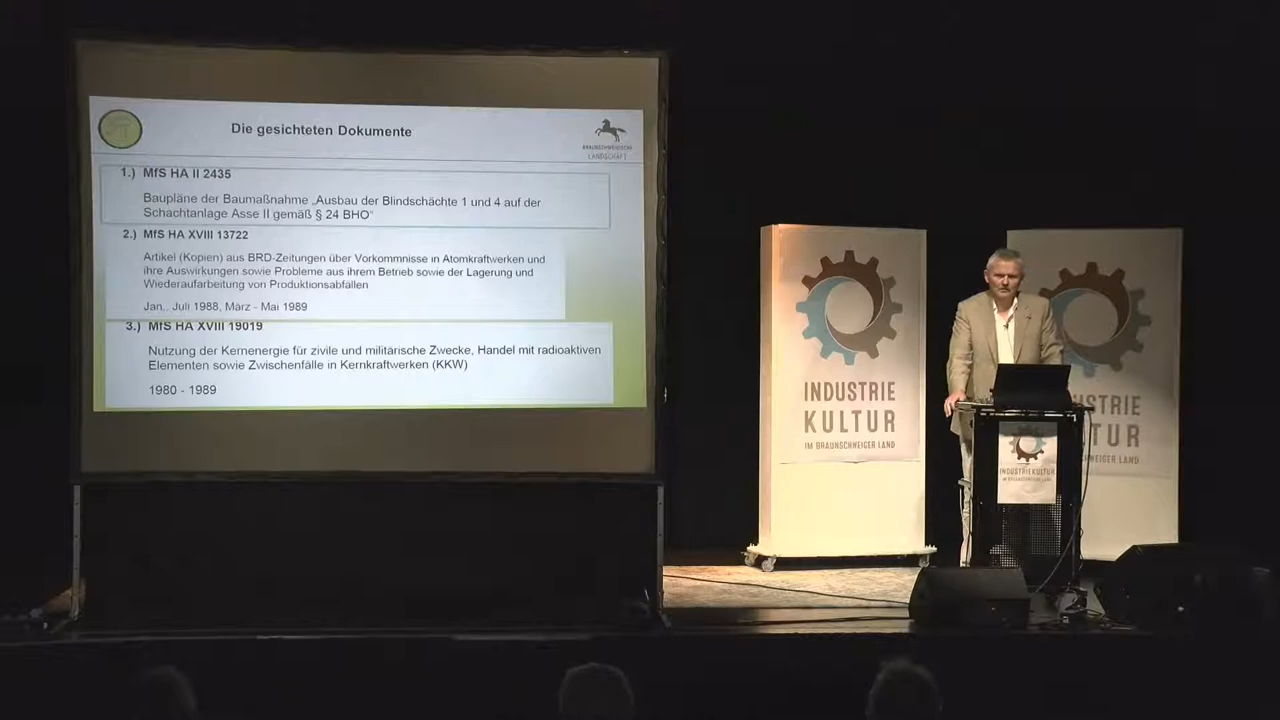 Die gesichteten Dokumente
BRAUNSCHWEIGISCHE
LANDSCHAFT
1.) MfS HA II 2435
Baupläne der Baumaßnahme „Ausbau der Blindschächte 1 und 4 auf der
Schachtanlage Asse II gemäß § 24 BHO"
2.) MfS HA XVIII 13722
Artikel (Kopien) aus BRD-Zeitungen über Vorkommnisse in Atomkraftwerken und
ihre Auswirkungen sowie Probleme aus ihrem Betrieb sowie der Lagerung und
Wiederaufarbeitung von Produktionsabfällen
Jan., Juli 1988, März - Mai 1989
3.) MfS HA XVIII 19019
Nutzung der Kernenergie für zivile und militärische Zwecke, Handel mit radioaktiven
Elementen sowie Zwischenfälle in Kernkraftwerken (KKW)
1980 - 1989
INDUSTRIE
KULTUR
IM BRAUNSCHWEIGER LAND
INDUSTRIEKULTUR
IM BRAUNSCHWEIGER LAND
STRIE
TUR
HWEIGER LAND